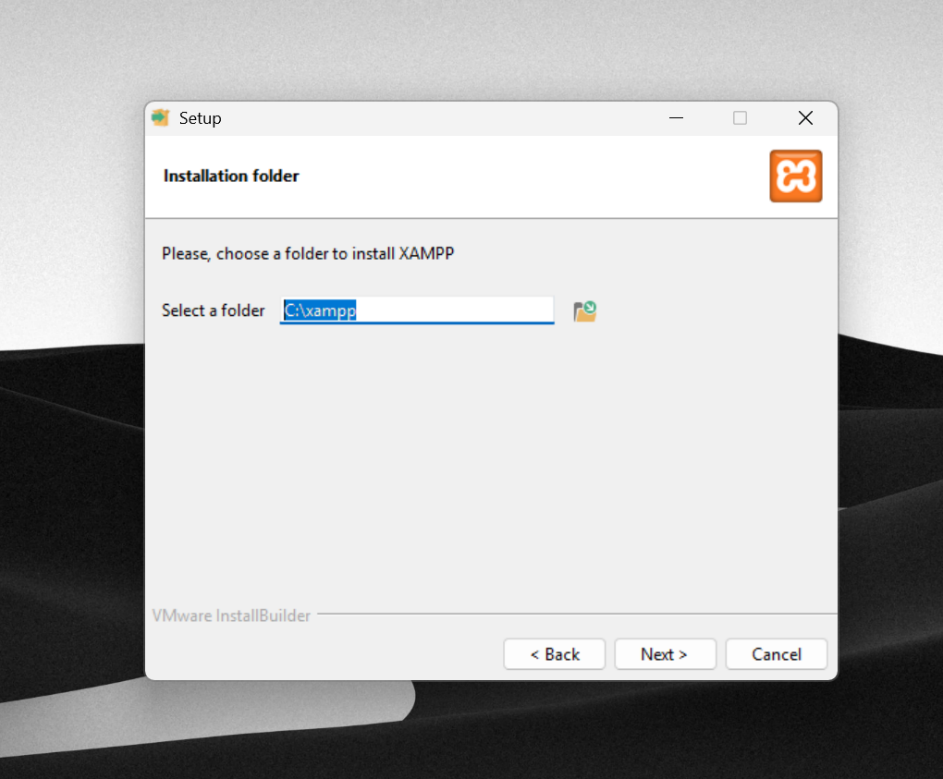 Setup
Installation folder
Please, choose a folder to install XAMPP
Select a folder C:\xampp
VMware InstallBuilder
< Back Next > Cancel